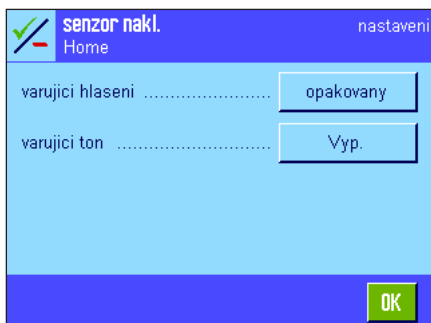 senzor nakl. nastaveni
Home
varujici hlaseni ........................ opakovany
varujici ton ............................. Vyp.
OK